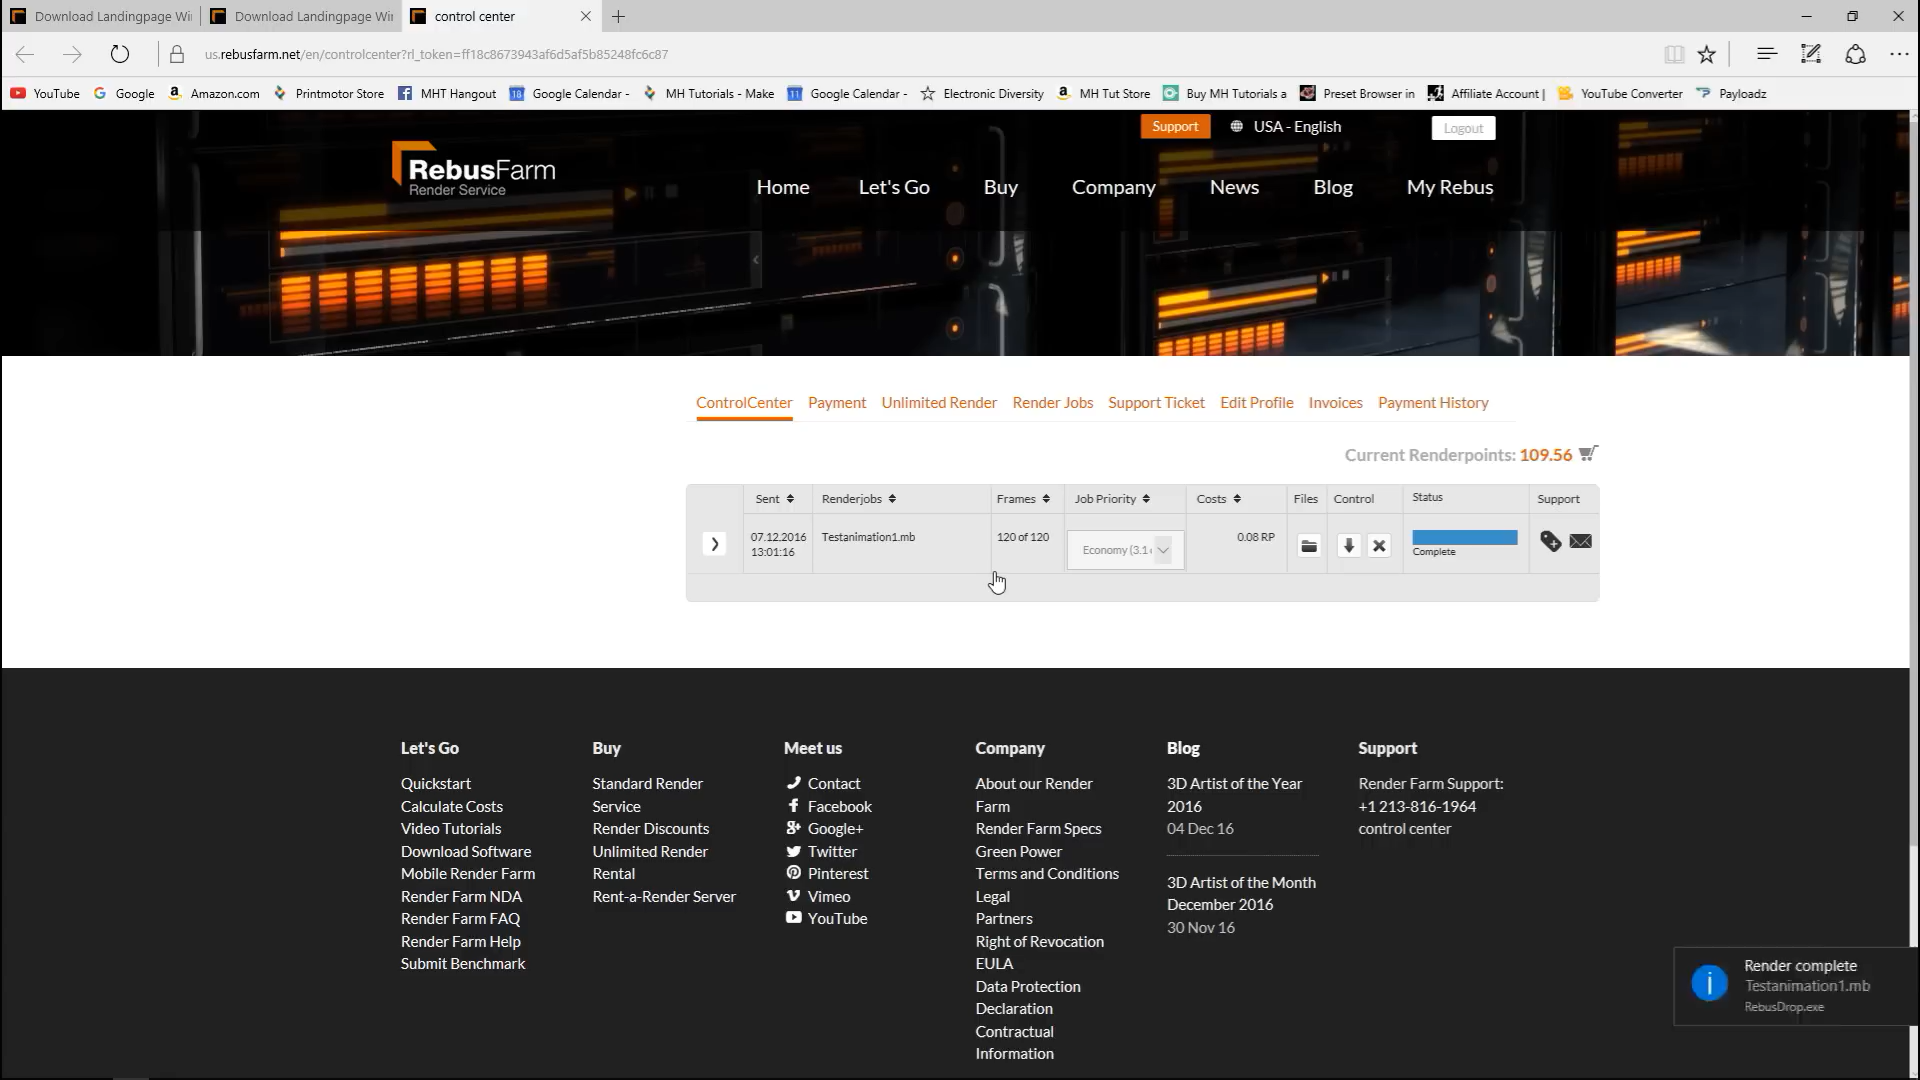 Download Landingpage Wi
Download Landingpage Wi
control center
us.rebusfarm.net/en/controlcenter?rl_token=ff18c8673943af6d5af5b85248fc6c87
YouTube
Google
Amazon.com
Printmotor Store
MHT Hangout
Google Calendar -
MH Tutorials - Make
Google Calendar -
Electronic Diversity
MH Tut Store
Buy MH Tutorials a
Preset Browser in
Affiliate Account |
YouTube Converter
Payloadz
Support
USA - English
Logout
RebusFarm
Render Service
Home
Let's Go
Buy
Company
News
Blog
My Rebus
ControlCenter
Payment
Unlimited Render
Render Jobs
Support Ticket
Edit Profile
Invoices
Payment History
Current Renderpoints: 109.56
Sent
Renderjobs
Frames
Job Priority
Costs
Files
Control
Status
Support
07.12.2016
13:01:16
Testanimation1.mb
120 of 120
Economy (3.1
0.08 RP
Complete
Let's Go
Quickstart
Calculate Costs
Video Tutorials
Download Software
Mobile Render Farm
Render Farm NDA
Render Farm FAQ
Render Farm Help
Submit Benchmark
Buy
Standard Render
Service
Render Discounts
Unlimited Render
Rental
Rent-a-Render Server
Meet us
Contact
Facebook
Google+
Twitter
Pinterest
Vimeo
YouTube
Company
About our Render
Farm
Render Farm Specs
Green Power
Terms and Conditions
Legal
Partners
Right of Revocation
EULA
Data Protection
Declaration
Contractual
Information
Blog
3D Artist of the Year
2016
04 Dec 16
3D Artist of the Month
December 2016
30 Nov 16
Support
Render Farm Support:
+1 213-816-1964
control center
Render complete
Testanimation1.mb
RebusDrop.exe